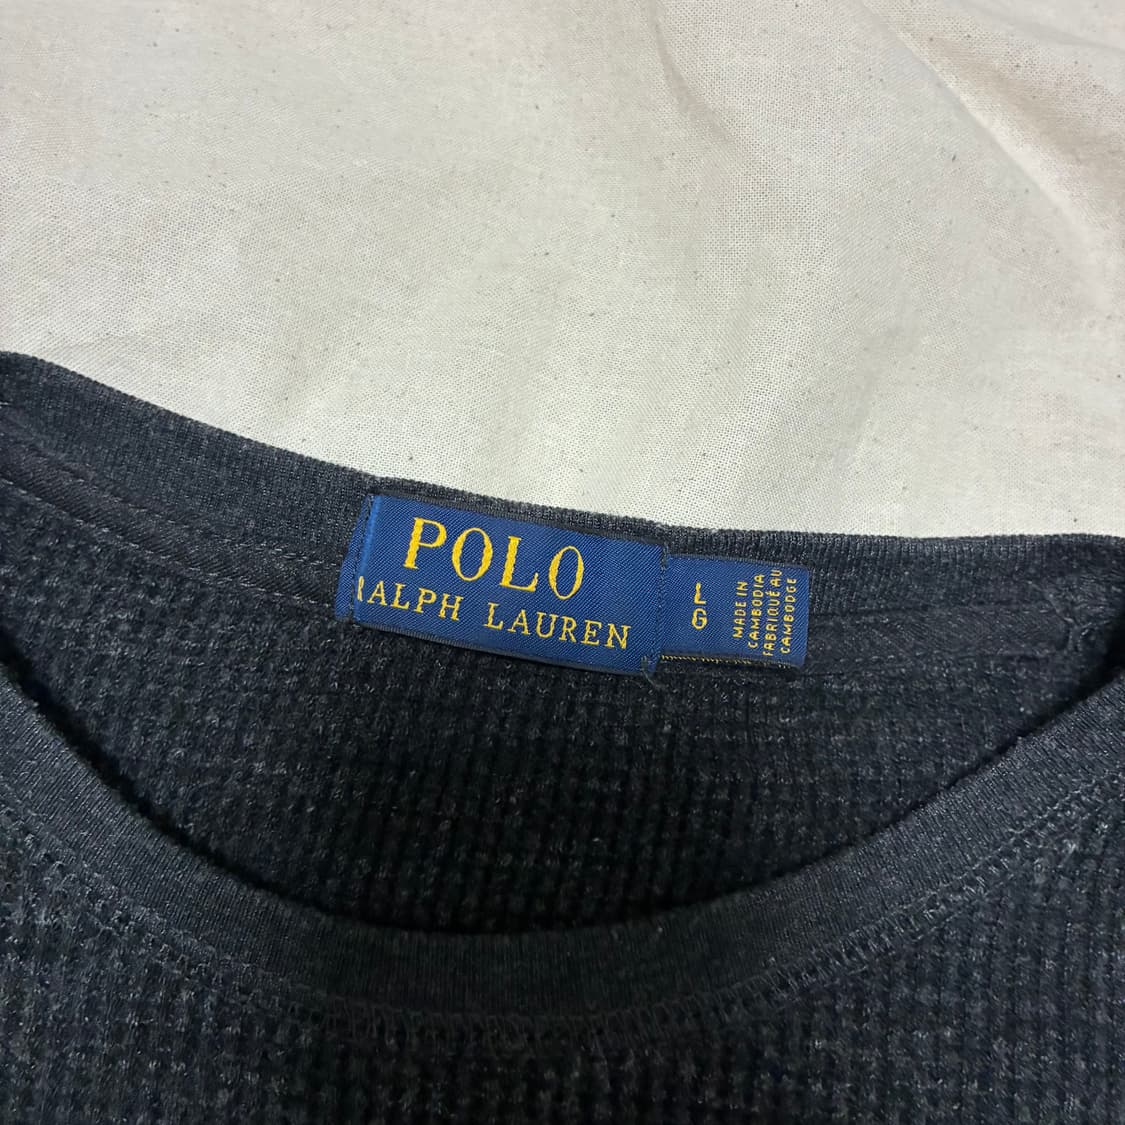 POLO
RALPH LAUREN
L
G
MADE IN
CAMBODIA
FABRIQUÉ AU
CAMBODGE